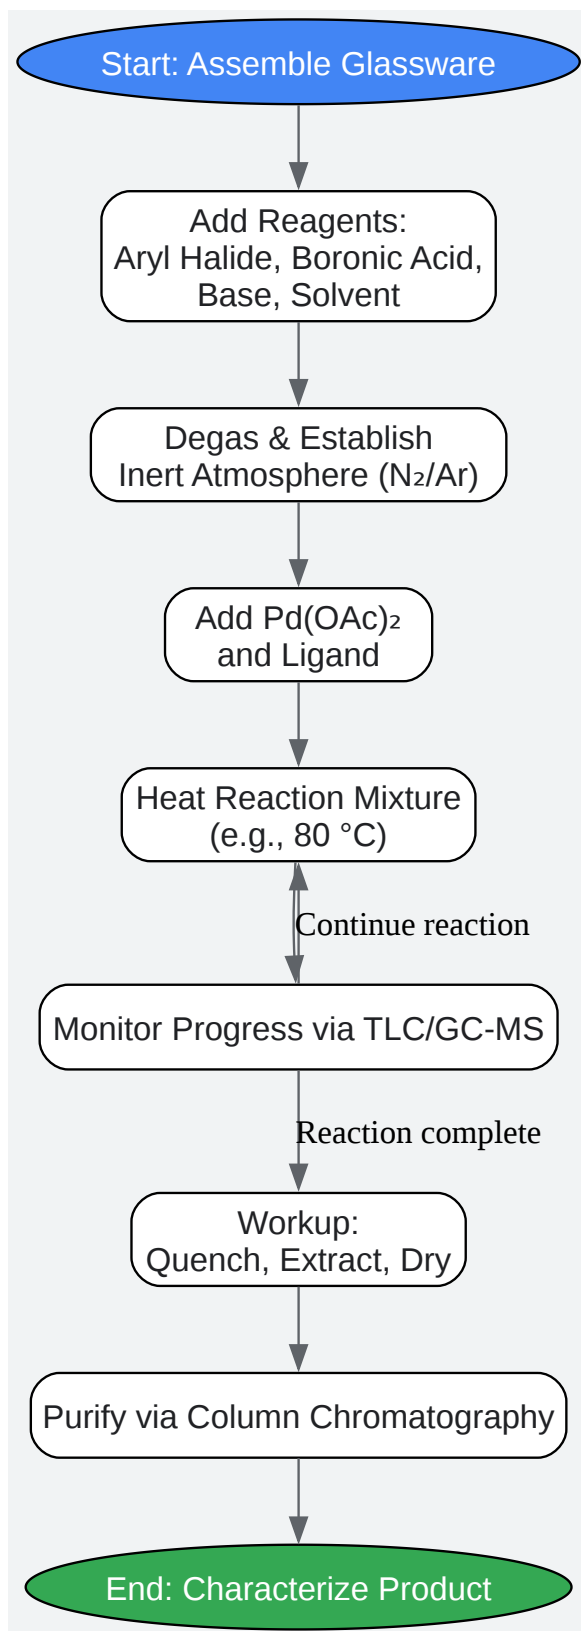 Start: Assemble Glassware
Add Reagents:
Aryl Halide, Boronic Acid,
Base, Solvent
Degas & Establish
Inert Atmosphere (N₂/Ar)
Add Pd(OAc)₂
and Ligand
Heat Reaction Mixture
(e.g., 80 °C)
Continue reaction
Monitor Progress via TLC/GC-MS
Reaction complete
Workup:
Quench, Extract, Dry
Purify via Column Chromatography
End: Characterize Product